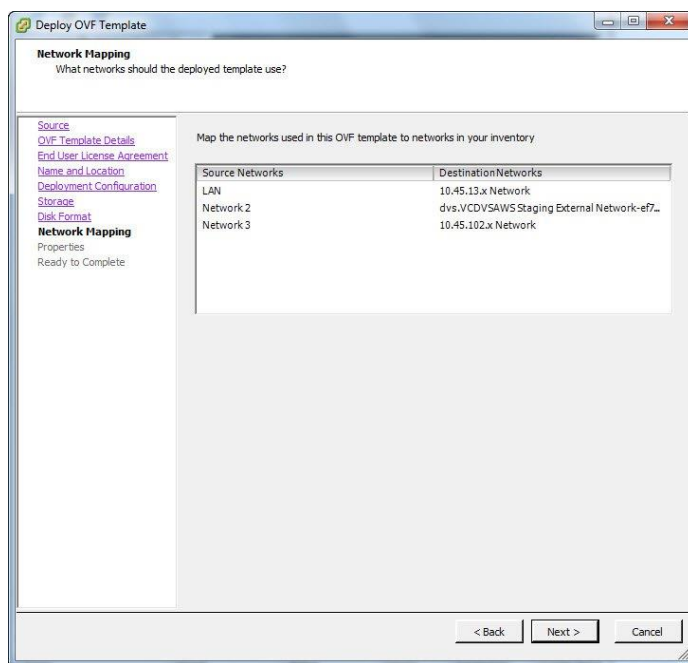 Deploy OVF Template
Network Mapping
What networks should the deployed template use?
Source
OVF Template Details
End User License Agreement
Name and Location
Deployment Configuration
Storage
Disk Format
Network Mapping
Properties
Ready to Complete
Map the networks used in this OVF template to networks in your inventory
Source Networks Destination Networks
LAN 10.45.13.x Network
Network 2 dvs.VCDVSAWS Staging External Network-ef7...
Network 3 10.45.102.x Network
< Back Next > Cancel